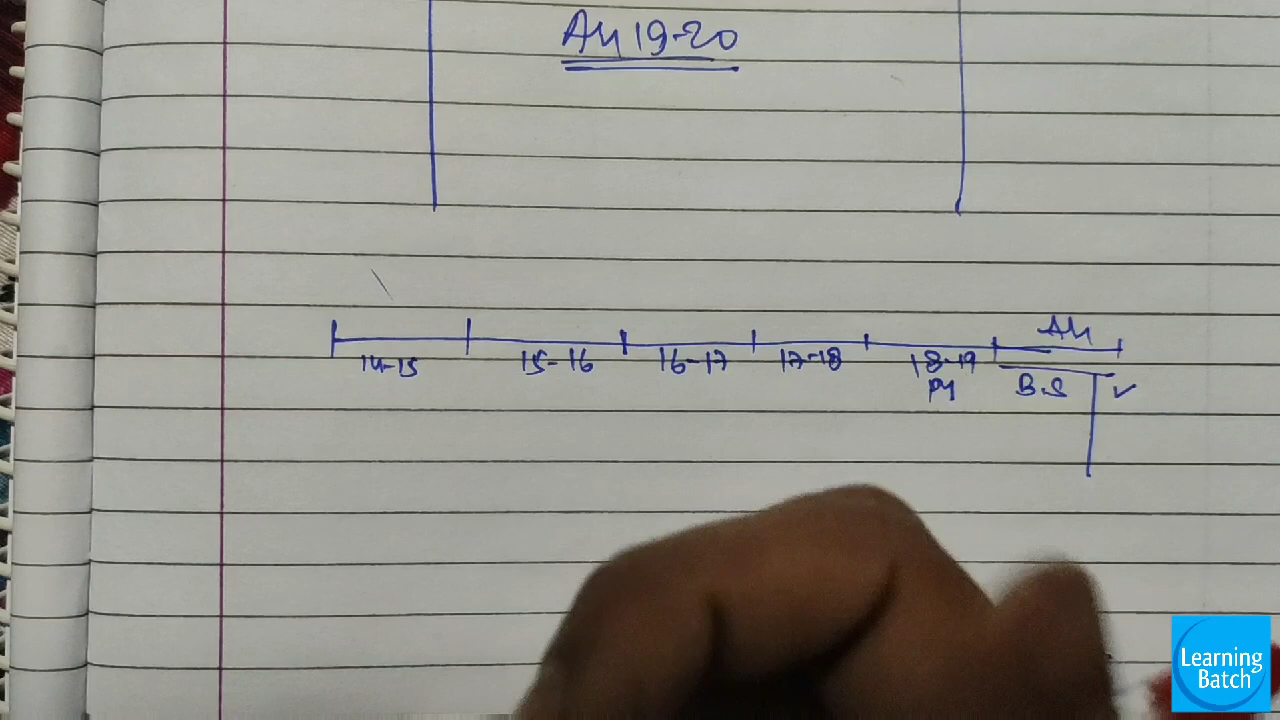 AY 19-20
AY
14-15 15-16 16-17 17-18 18-19
PY B.S ✓
Learning
Batch